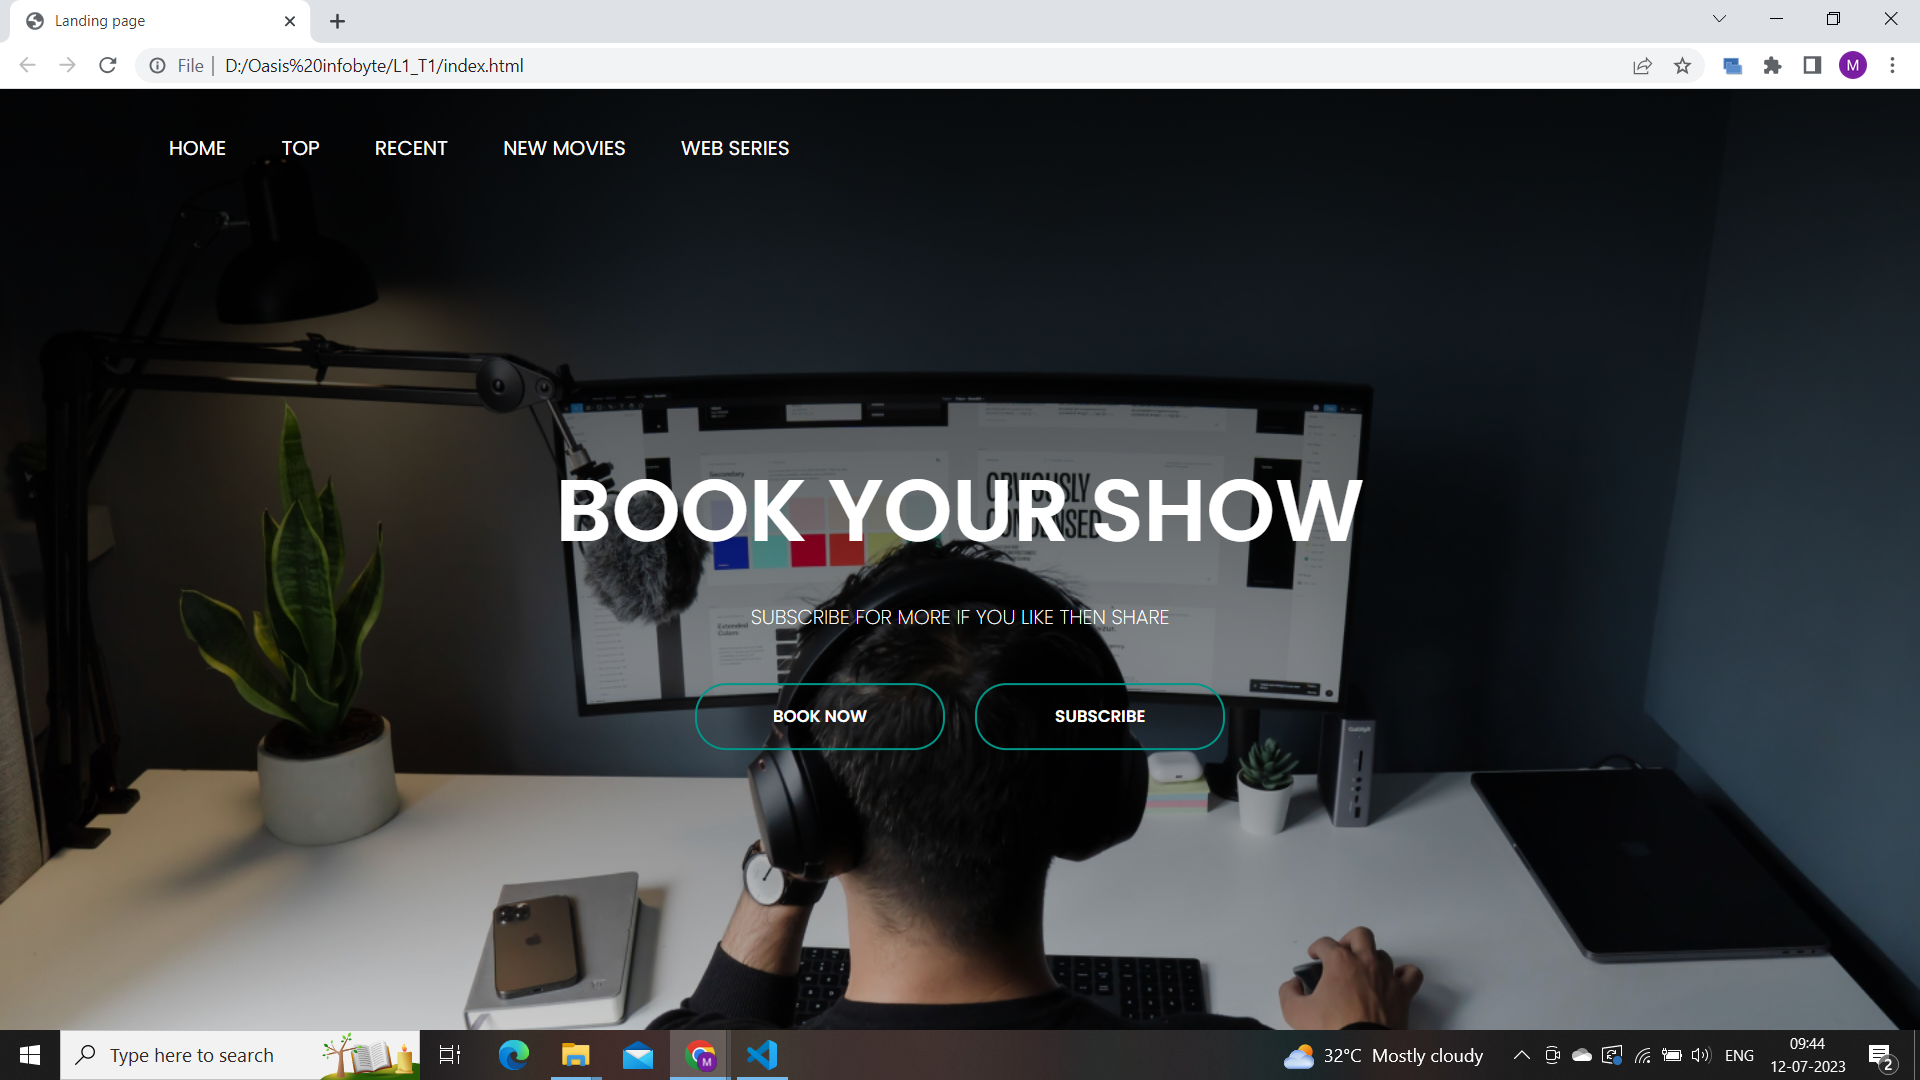 Landing page
File
D:/Oasis%20infobyte/L1_T1/index.html
M
HOME TOP RECENT NEW MOVIES WEB SERIES
OBVIOUSLY
CONDENSED
BOOK YOUR SHOW
SUBSCRIBE FOR MORE IF YOU LIKE THEN SHARE
BOOK NOW SUBSCRIBE
Type here to search
M
32°C Mostly cloudy
ENG
09:44
12-07-2023
2